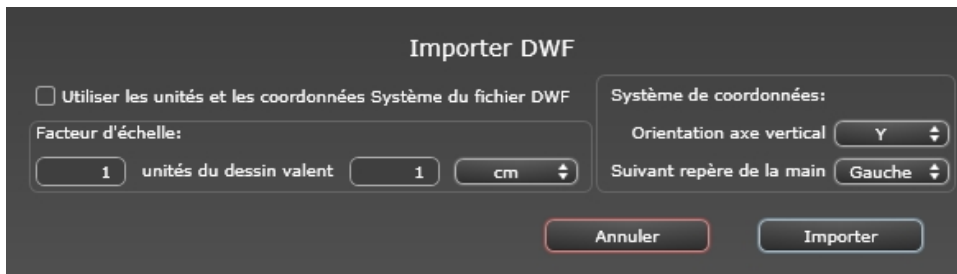 Importer DWF
Utiliser les unités et les coordonnées Système du fichier DWF
Facteur d'échelle:
1 unités du dessin valent 1 cm
Système de coordonnées:
Orientation axe vertical Y
Suivant repère de la main Gauche
Annuler Importer